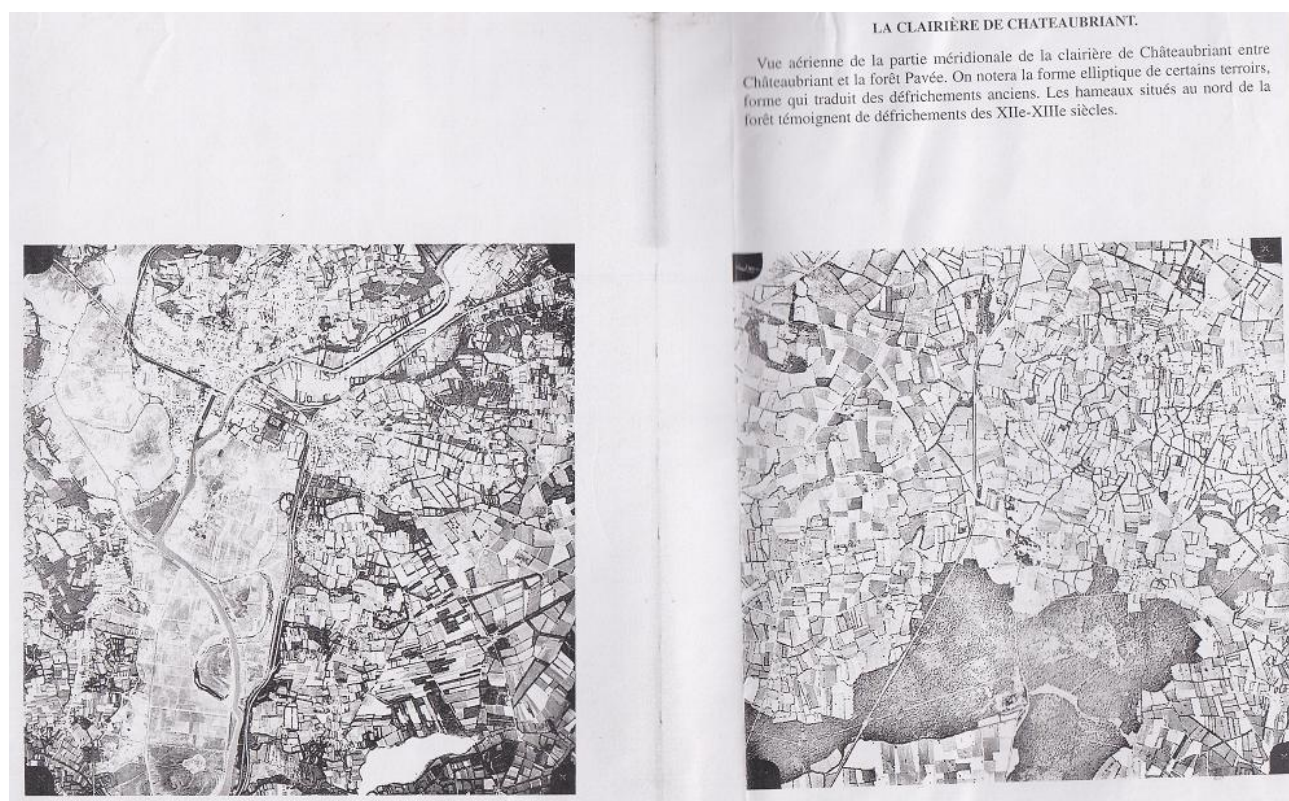 LA CLAIRIÈRE DE CHATEAUBRIANT.
Vue aérienne de la partie méridionale de la clairière de Châteaubriant entre
Châteaubriant et la forêt Pavée. On notera la forme elliptique de certains terroirs,
forme qui traduit des défrichements anciens. Les hameaux situés au nord de la
forêt témoignent de défrichements des XIIe-XIIIe siècles.